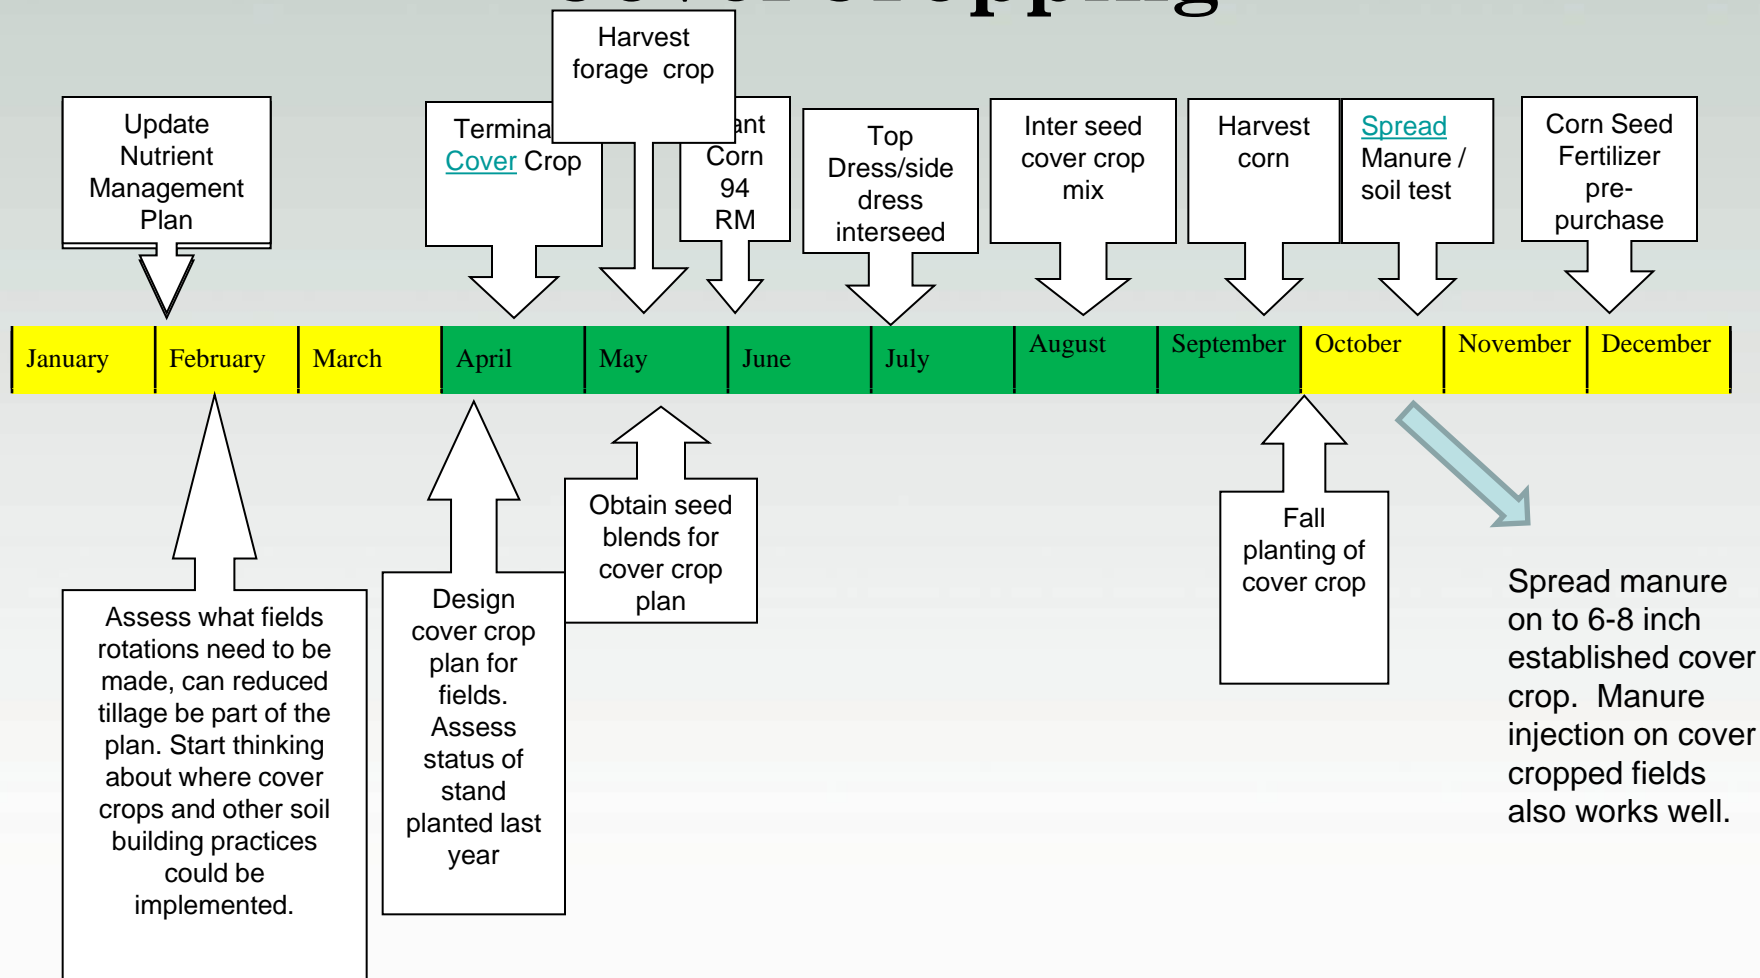 Cover Cropping
Harvest
forage crop
Update
Nutrient
Management
Plan
Cover Crop
Corn
94
RM
Top
Dress/side
dress
interseed
Inter seed
cover crop
mix
Harvest
corn
Spread
Manure /
soil test
Corn Seed
Fertilizer
pre-
purchase
January
February
March
April
May
June
July
August
September
October
November
December
Assess what fields
rotations need to be
made, can reduced
tillage be part of the
plan. Start thinking
about where cover
crops and other soil
building practices
could be
implemented.
Design
cover crop
plan for
fields.
Assess
status of
stand
planted last
year
Obtain seed
blends for
cover crop
plan
Fall
planting of
cover crop
Spread manure
on to 6-8 inch
established cover
crop. Manure
injection on cover
cropped fields
also works well.